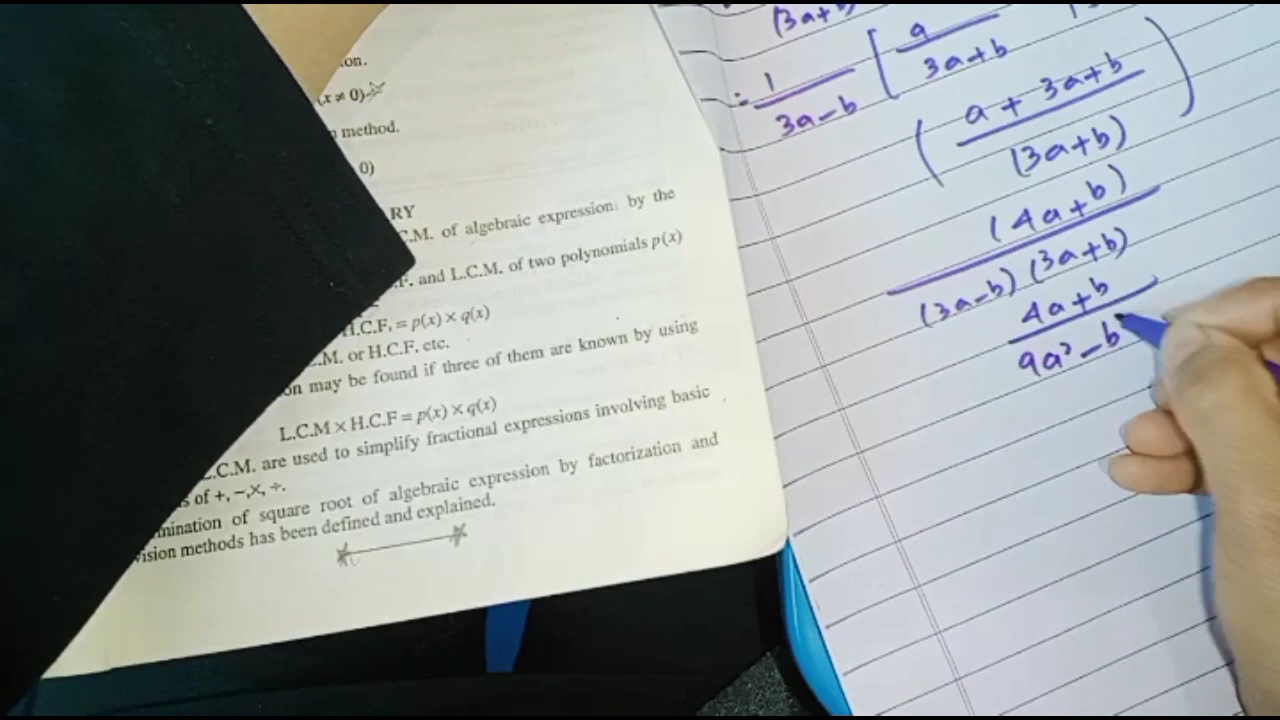 ion.
(x ≠ 0)
method.
0)
RY
C.M. of algebraic expression: by the
F. and L.C.M. of two polynomials p(x)
H.C.F. = p(x) × q(x)
.M. or H.C.F. etc.
on may be found if three of them are known by using
L.C.M × H.C.F = p(x) × q(x)
L.C.M. are used to simplify fractional expressions involving basic
s of +, –,×, ÷.
mination of square root of algebraic expression by factorization and
vision methods has been defined and explained.
(3a+b)
= 1/(3a-b) [ a/(3a+b)
( (a + 3a+b)/(3a+b) )
(4a+b)
(3a-b) (3a+b)
4a+b
9a² - b